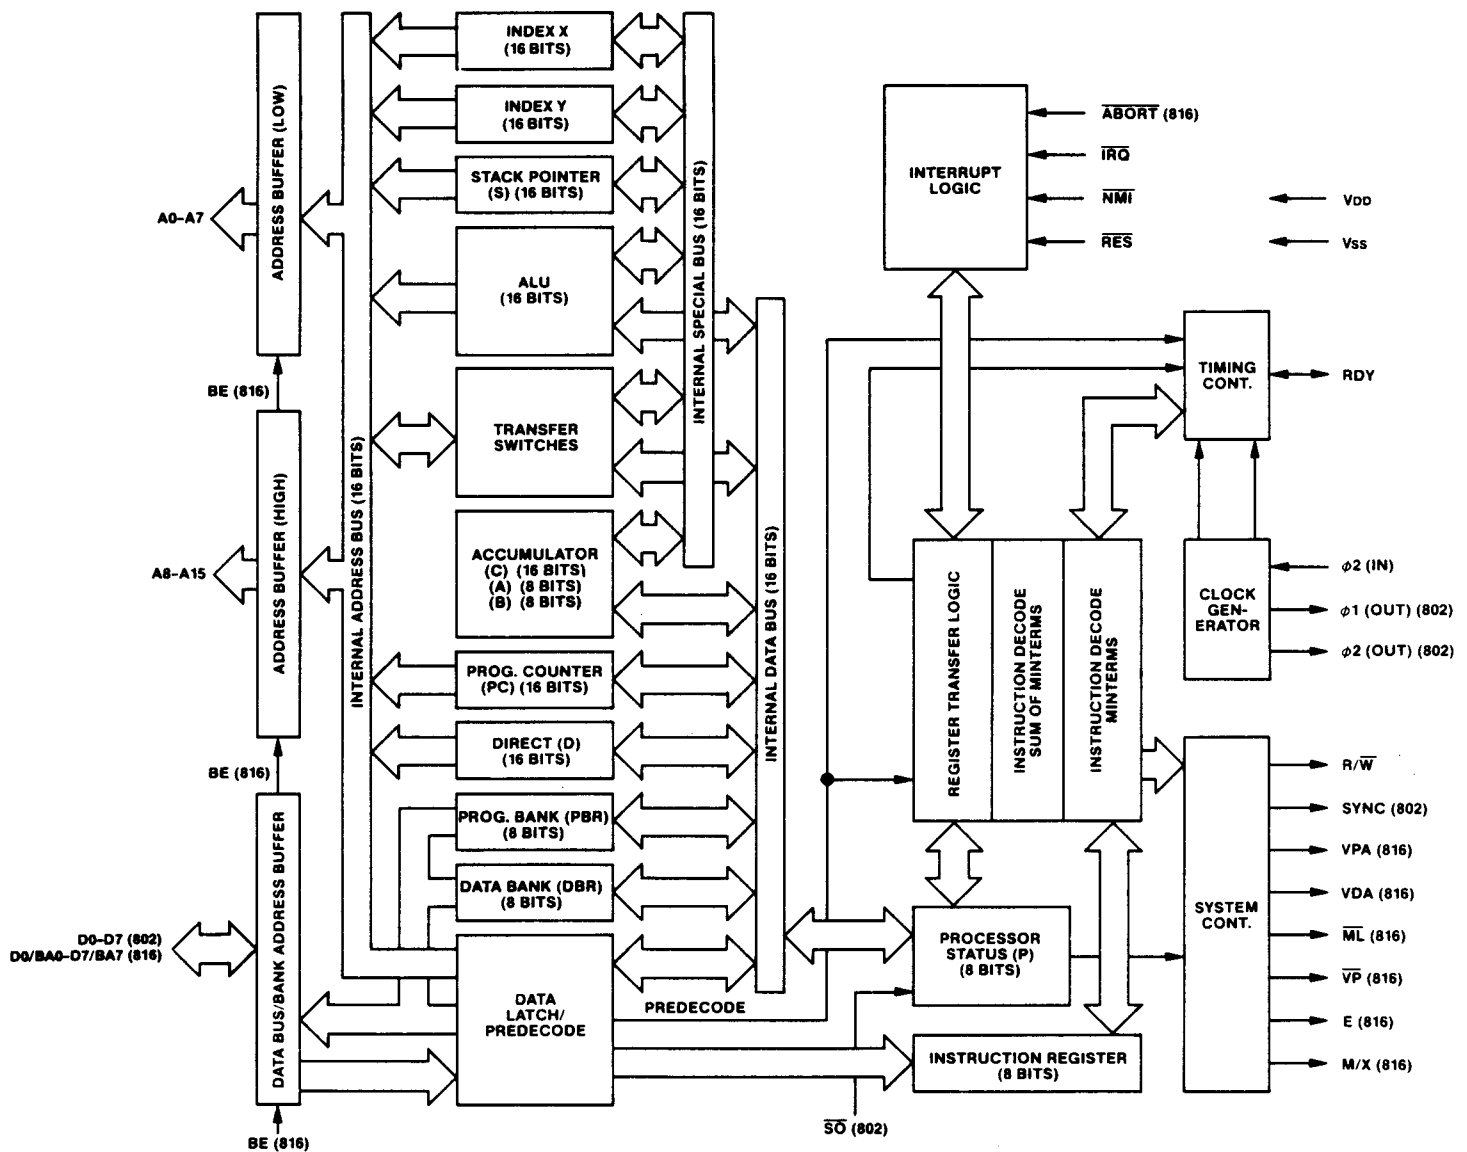 ADDRESS BUFFER (LOW)
A0–A7
BE (816)
ADDRESS BUFFER (HIGH)
A8–A15
BE (816)
DATA BUS/BANK ADDRESS BUFFER
D0–D7 (802)
D0/BA0–D7/BA7 (816)
BE (816)
INTERNAL ADDRESS BUS (16 BITS)
INDEX X
(16 BITS)
INDEX Y
(16 BITS)
STACK POINTER
(S) (16 BITS)
ALU
(16 BITS)
TRANSFER
SWITCHES
ACCUMULATOR
(C) (16 BITS)
(A) (8 BITS)
(B) (8 BITS)
PROG. COUNTER
(PC) (16 BITS)
DIRECT (D)
(16 BITS)
PROG. BANK (PBR)
(8 BITS)
DATA BANK (DBR)
(8 BITS)
DATA
LATCH/
PREDECODE
INTERNAL SPECIAL BUS (16 BITS)
INTERNAL DATA BUS (16 BITS)
PREDECODE
INTERRUPT
LOGIC
A̅B̅O̅R̅T̅ (816)
I̅R̅Q̅
N̅M̅I̅
R̅E̅S̅
VDD
VSS
TIMING
CONT.
RDY
CLOCK
GEN-
ERATOR
φ2 (IN)
φ1 (OUT) (802)
φ2 (OUT) (802)
REGISTER TRANSFER LOGIC
INSTRUCTION DECODE
SUM OF MINTERMS
INSTRUCTION DECODE
MINTERMS
PROCESSOR
STATUS (P)
(8 BITS)
INSTRUCTION REGISTER
(8 BITS)
S̅O̅ (802)
SYSTEM
CONT.
R/W̅
SYNC (802)
VPA (816)
VDA (816)
M̅L̅ (816)
V̅P̅ (816)
E (816)
M/X (816)